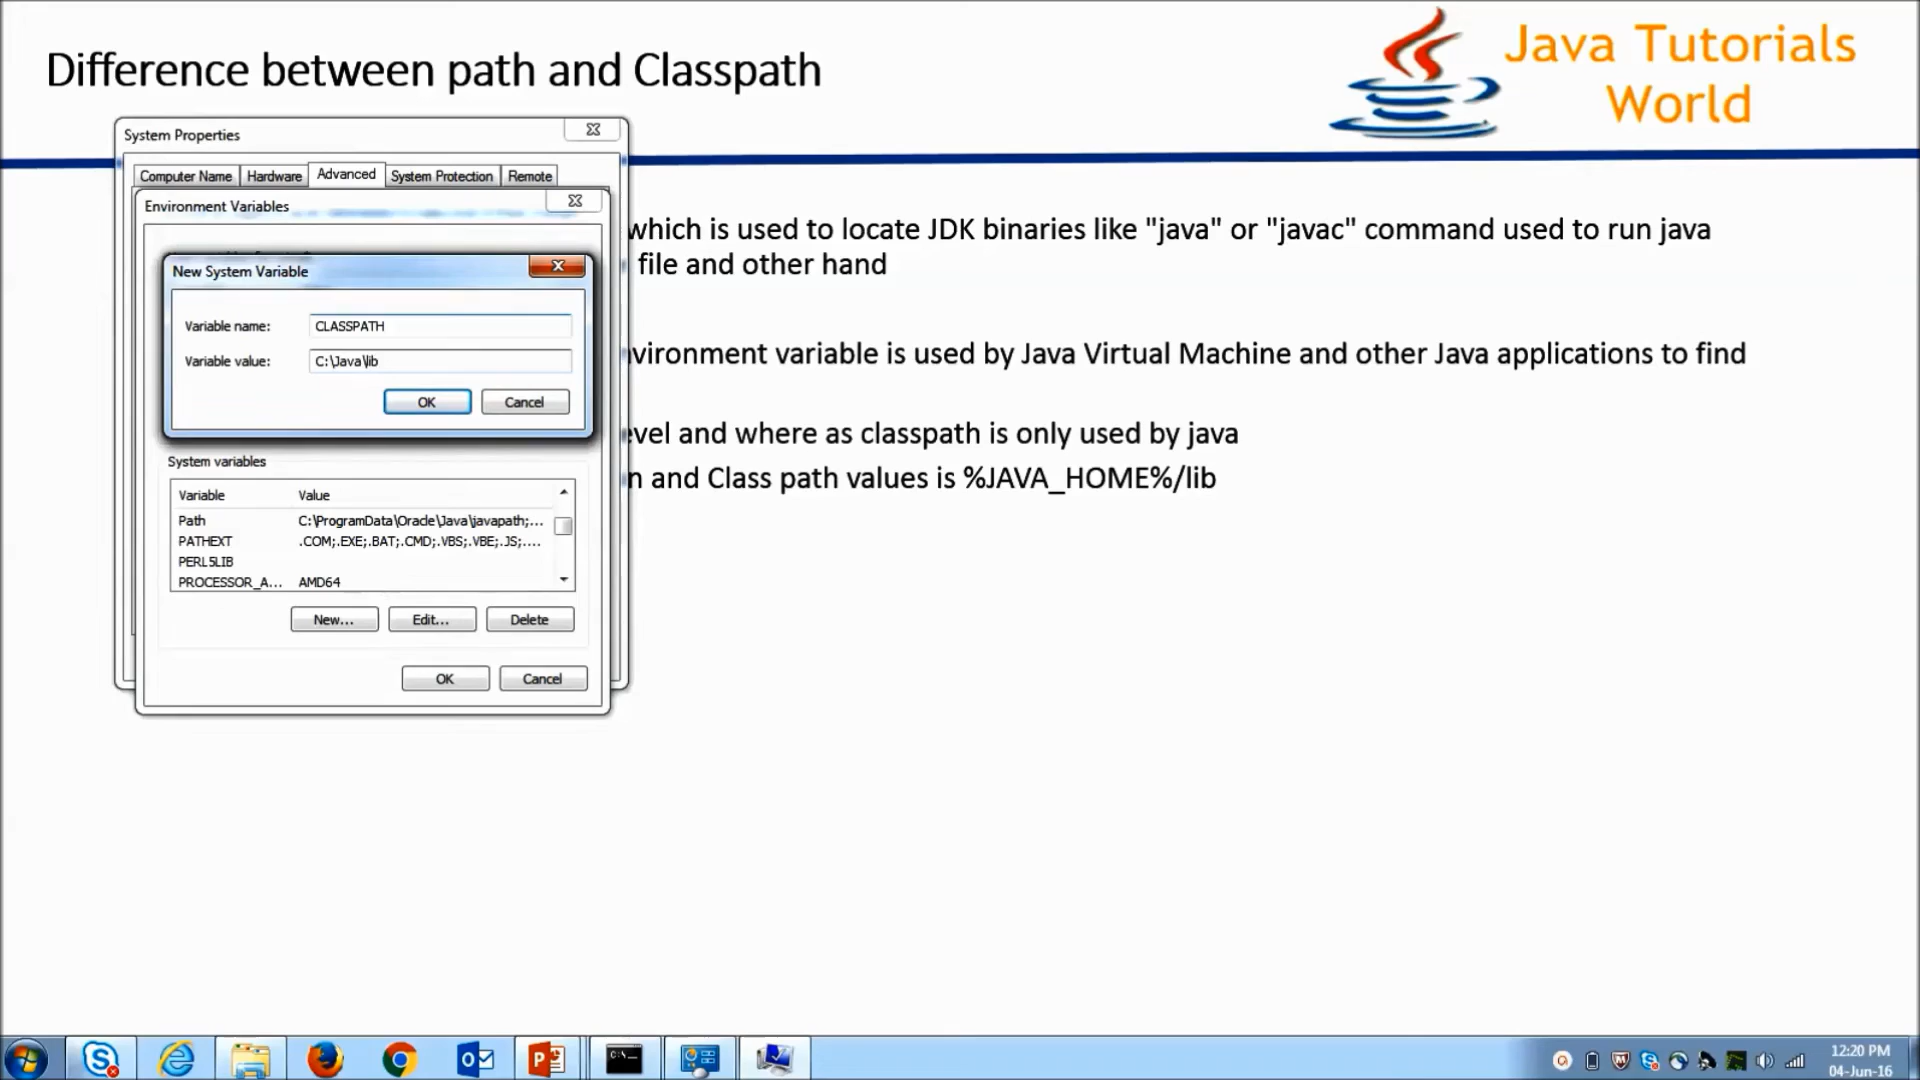 Difference between path and Classpath
Java Tutorials
World
System Properties
Computer Name
Hardware
Advanced
System Protection
Remote
Environment Variables
which is used to locate JDK binaries like "java" or "javac" command used to run java
file and other hand
New System Variable
Variable name:
CLASSPATH
Variable value:
C:\Java\lib
OK
Cancel
environment variable is used by Java Virtual Machine and other Java applications to find
level and where as classpath is only used by java
and Class path values is %JAVA_HOME%/lib
System variables
Variable Value
Path C:\ProgramData\Oracle\Java\javapath;...
PATHEXT .COM;.EXE;.BAT;.CMD;.VBS;.VBE;.JS;....
PERL5LIB
PROCESSOR_A... AMD64
New...
Edit...
Delete
OK
Cancel
12:20 PM
04-Jun-16